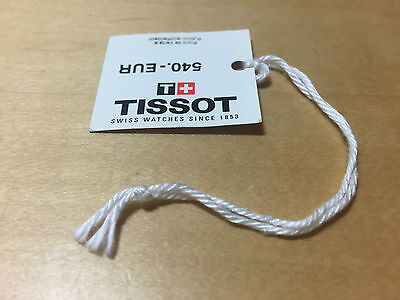 540.-EUR
T+
TISSOT
SWISS WATCHES SINCE 1853